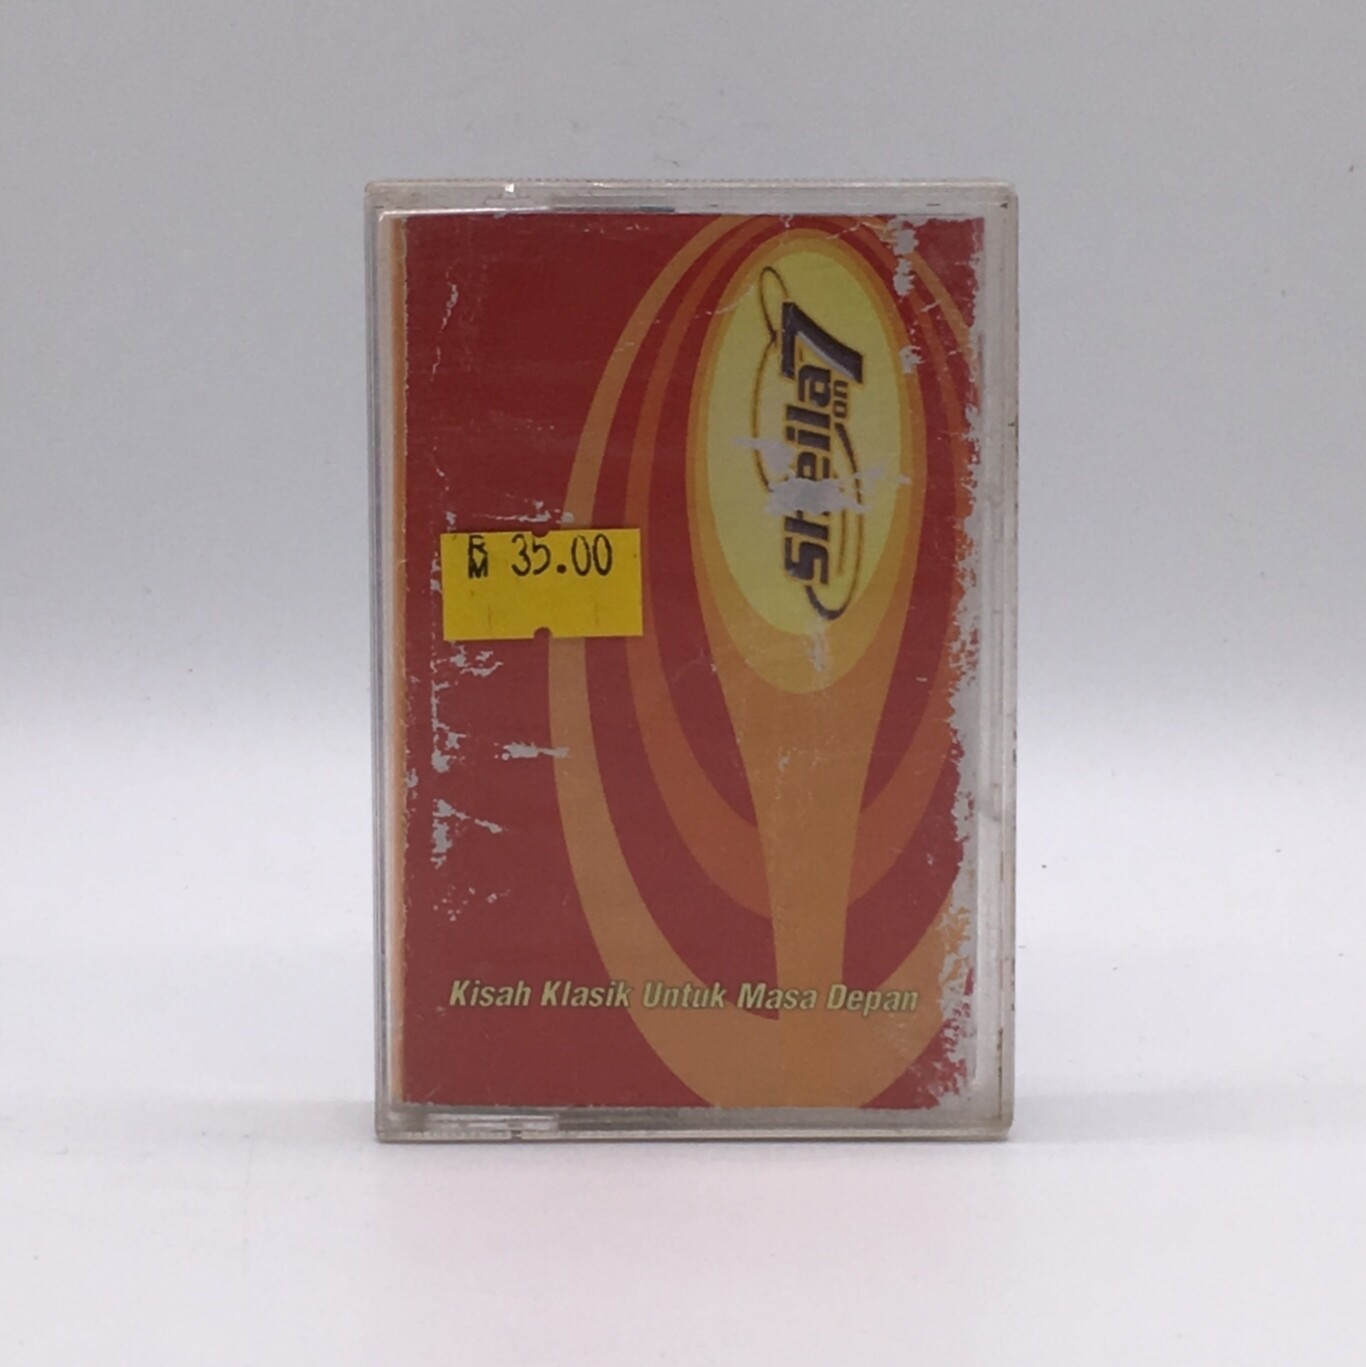 Sheila on 7
RM 35.00
Kisah Klasik Untuk Masa Depan